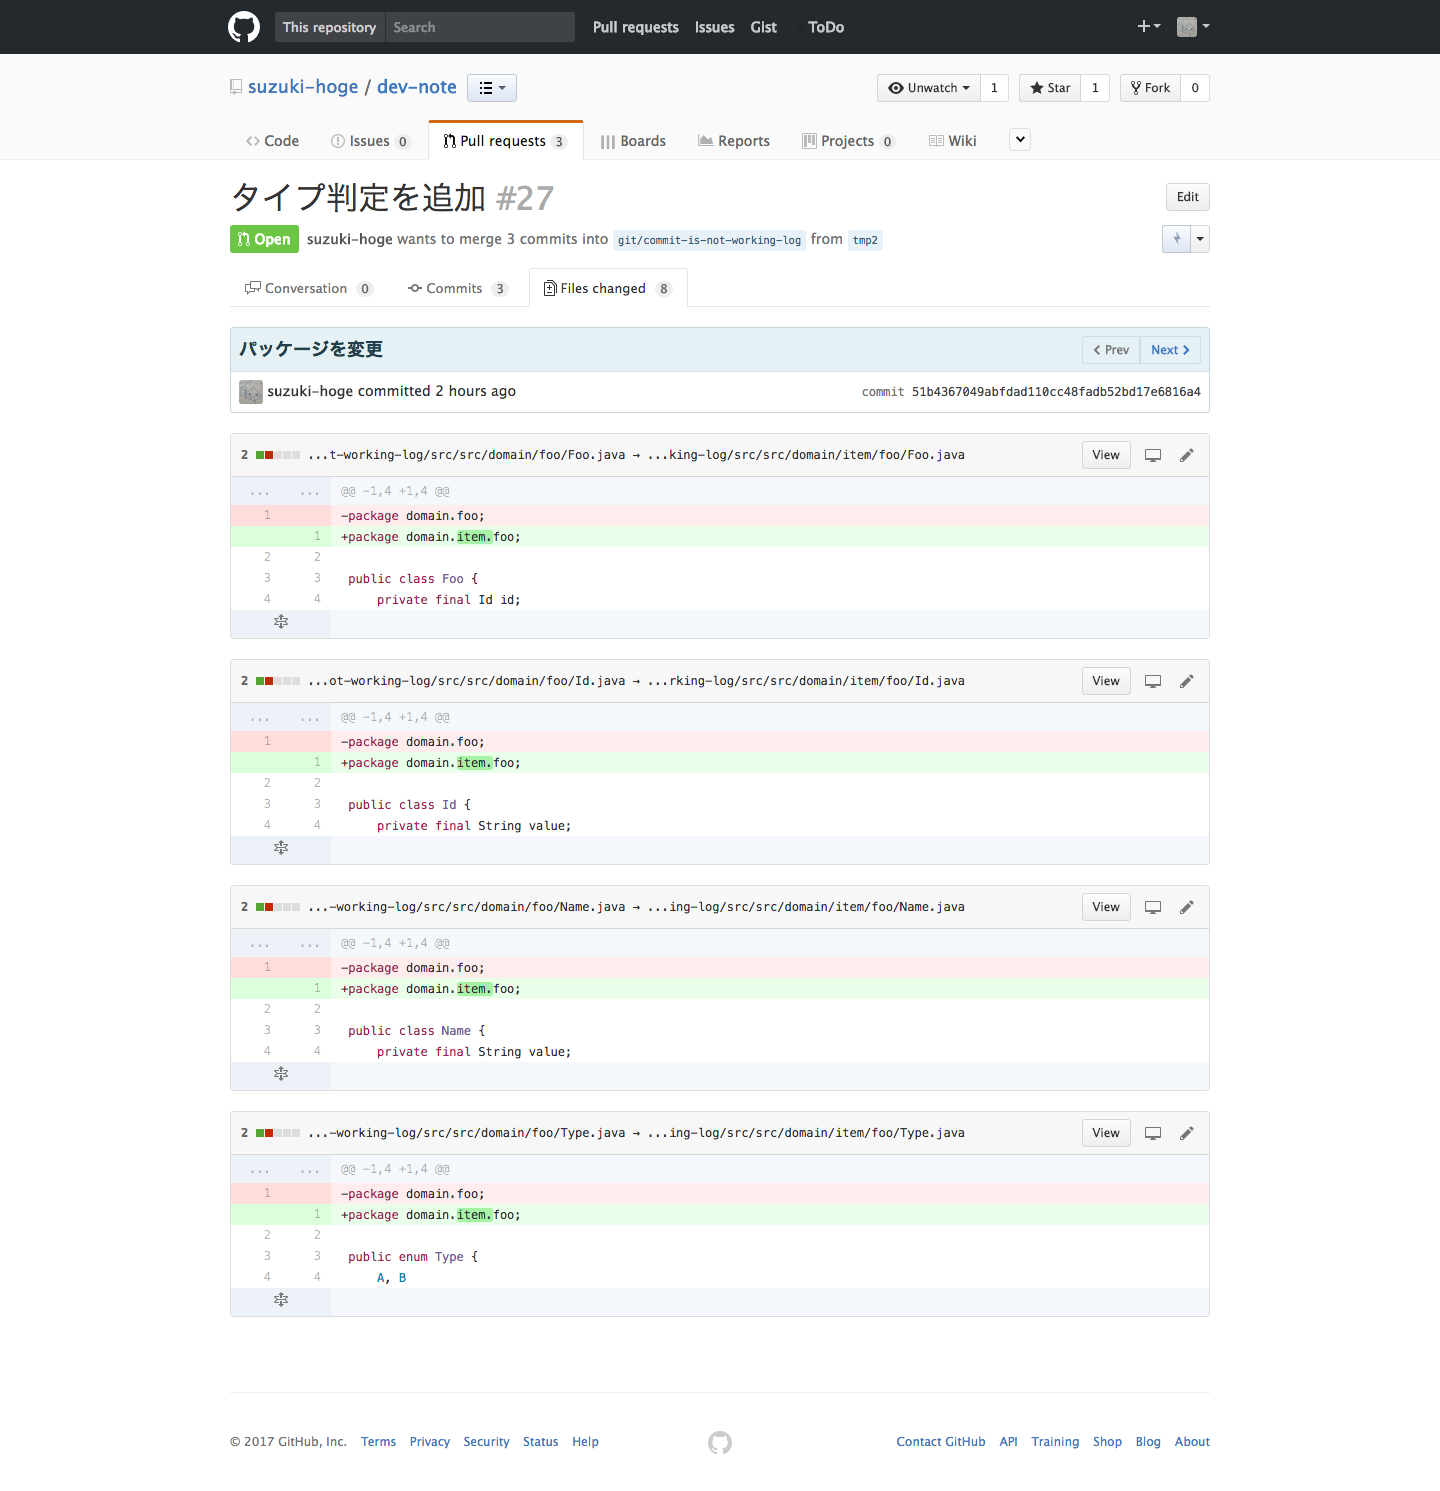 This repository Search Pull requests Issues Gist ToDo
suzuki-hoge / dev-note Unwatch 1 Star 1 Fork 0
Code Issues 0 Pull requests 3 Boards Reports Projects 0 Wiki
タイプ判定を追加 #27 Edit
Open suzuki-hoge wants to merge 3 commits into git/commit-is-not-working-log from tmp2
Conversation 0 Commits 3 Files changed 8
パッケージを変更 Prev Next
suzuki-hoge committed 2 hours ago commit 51b4367049abfdad110cc48fadb52bd17e6816a4
2 ...t-working-log/src/src/domain/foo/Foo.java → ...king-log/src/src/domain/item/foo/Foo.java View
... ... @@ -1,4 +1,4 @@
1 -package domain.foo;
1 +package domain.item.foo;
2 2
3 3 public class Foo {
4 4 private final Id id;
2 ...ot-working-log/src/src/domain/foo/Id.java → ...rking-log/src/src/domain/item/foo/Id.java View
... ... @@ -1,4 +1,4 @@
1 -package domain.foo;
1 +package domain.item.foo;
2 2
3 3 public class Id {
4 4 private final String value;
2 ...-working-log/src/src/domain/foo/Name.java → ...ing-log/src/src/domain/item/foo/Name.java View
... ... @@ -1,4 +1,4 @@
1 -package domain.foo;
1 +package domain.item.foo;
2 2
3 3 public class Name {
4 4 private final String value;
2 ...-working-log/src/src/domain/foo/Type.java → ...ing-log/src/src/domain/item/foo/Type.java View
... ... @@ -1,4 +1,4 @@
1 -package domain.foo;
1 +package domain.item.foo;
2 2
3 3 public enum Type {
4 4 A, B
© 2017 GitHub, Inc. Terms Privacy Security Status Help Contact GitHub API Training Shop Blog About